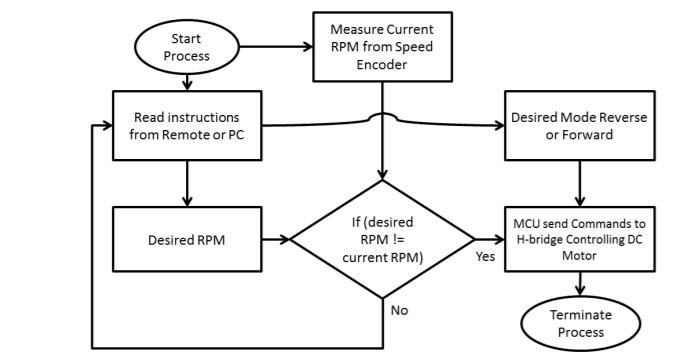 Start
Process
Measure Current
RPM from Speed
Encoder
Read instructions
from Remote or PC
Desired Mode Reverse
or Forward
Desired RPM
If (desired
RPM !=
current RPM)
Yes
MCU send Commands to
H-bridge Controlling DC
Motor
No
Terminate
Process